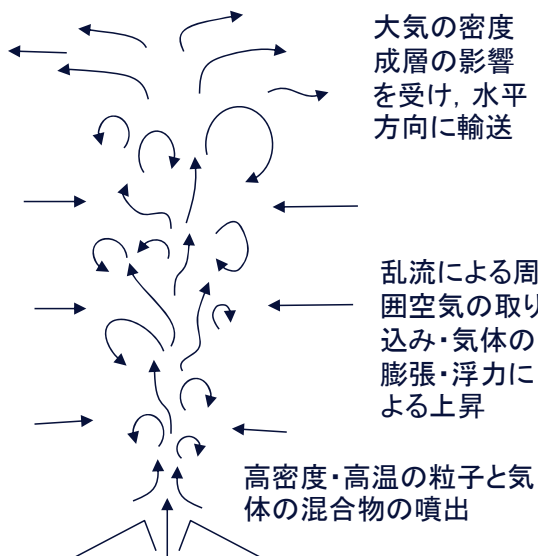 大気の密度
成層の影響
を受け, 水平
方向に輸送
乱流による周
囲空気の取り
込み・気体の
膨張・浮力に
よる上昇
高密度・高温の粒子と気
体の混合物の噴出